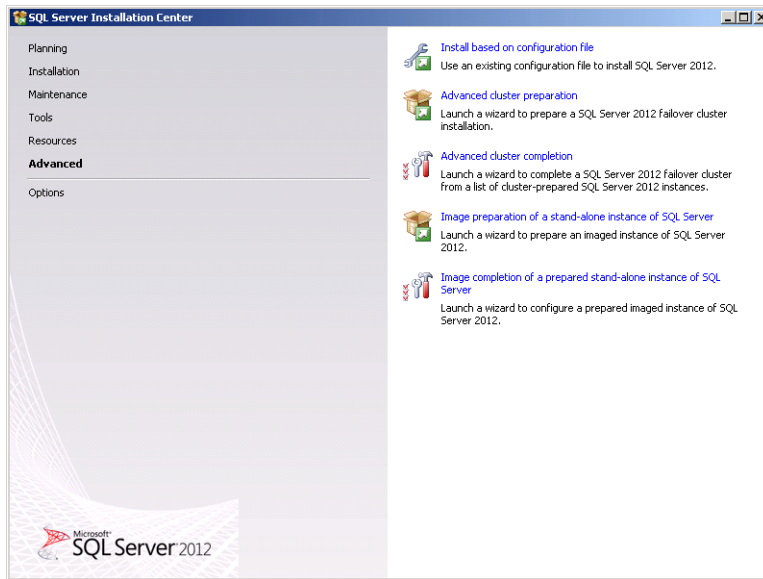 SQL Server Installation Center
Planning
Installation
Maintenance
Tools
Resources
Advanced
Options
Install based on configuration file
Use an existing configuration file to install SQL Server 2012.
Advanced cluster preparation
Launch a wizard to prepare a SQL Server 2012 failover cluster
installation.
Advanced cluster completion
Launch a wizard to complete a SQL Server 2012 failover cluster
from a list of cluster-prepared SQL Server 2012 instances.
Image preparation of a stand-alone instance of SQL Server
Launch a wizard to prepare an imaged instance of SQL Server
2012.
Image completion of a prepared stand-alone instance of SQL
Server
Launch a wizard to configure a prepared imaged instance of SQL
Server 2012.
Microsoft®
SQL Server®2012